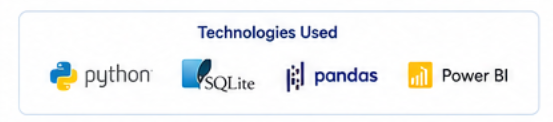 Technologies Used
python
SQLite
pandas
Power BI